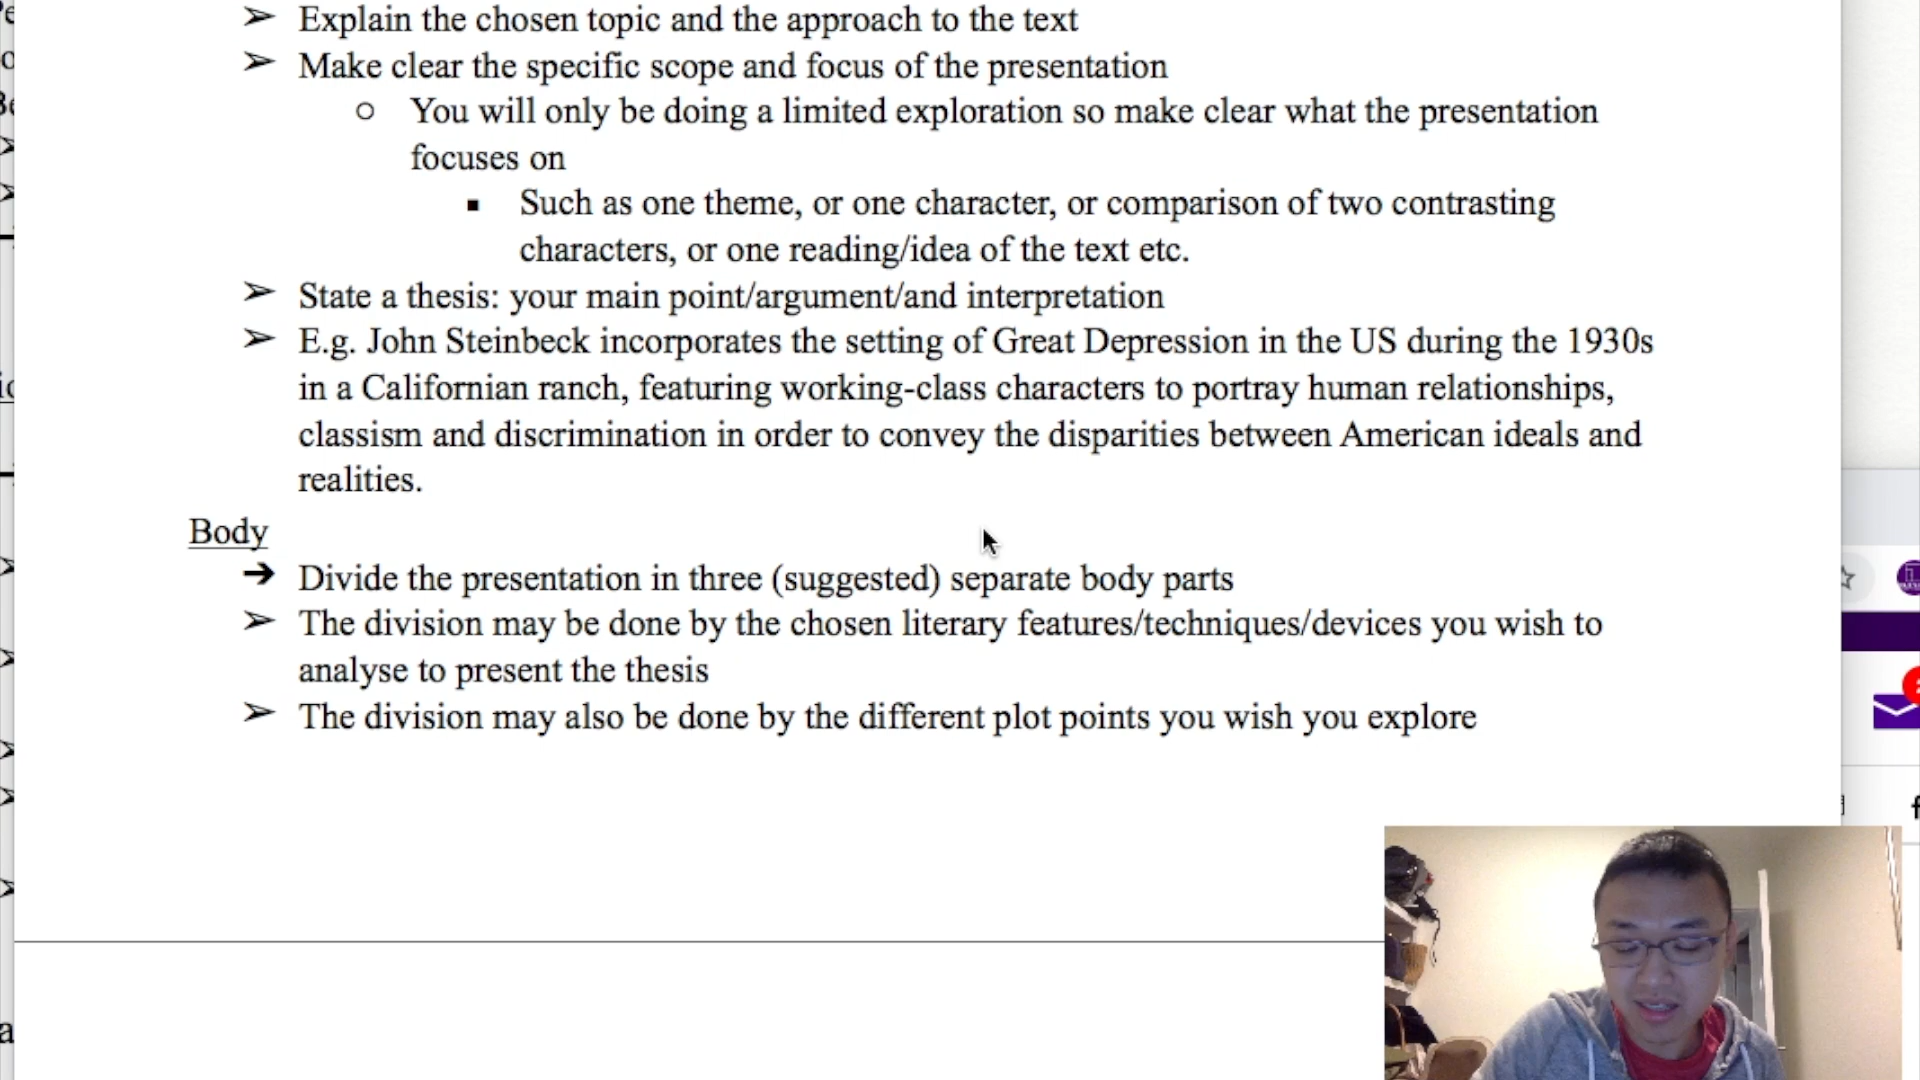 ➢ Explain the chosen topic and the approach to the text
➢ Make clear the specific scope and focus of the presentation
○ You will only be doing a limited exploration so make clear what the presentation
focuses on
▪ Such as one theme, or one character, or comparison of two contrasting
characters, or one reading/idea of the text etc.
➢ State a thesis: your main point/argument/and interpretation
➢ E.g. John Steinbeck incorporates the setting of Great Depression in the US during the 1930s
in a Californian ranch, featuring working-class characters to portray human relationships,
classism and discrimination in order to convey the disparities between American ideals and
realities.
Body
➔ Divide the presentation in three (suggested) separate body parts
➢ The division may be done by the chosen literary features/techniques/devices you wish to
analyse to present the thesis
➢ The division may also be done by the different plot points you wish you explore